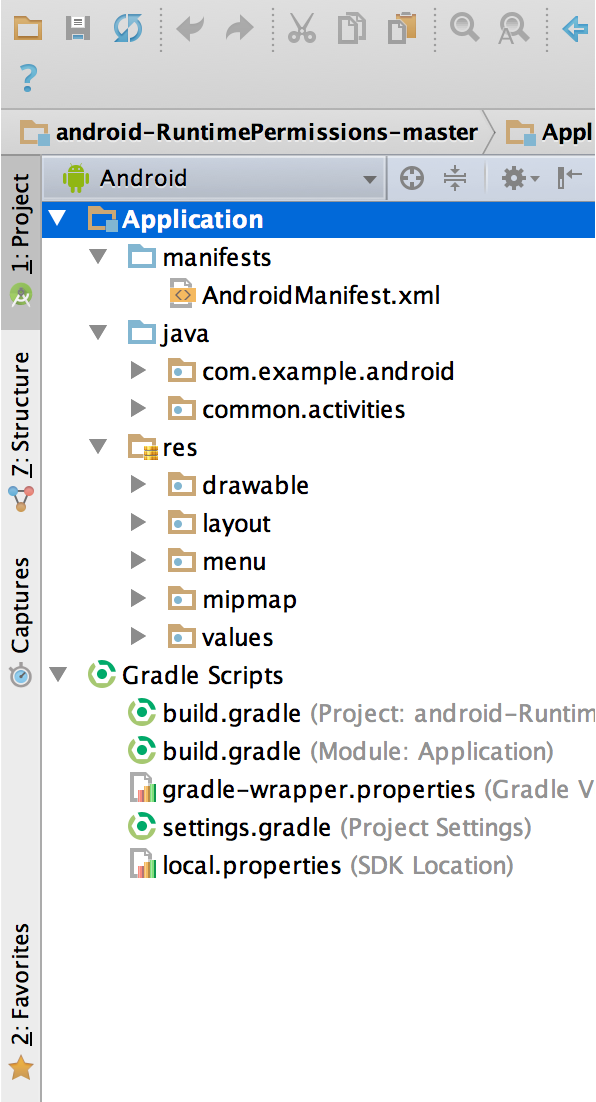 android-RuntimePermissions-master
Appl
Android
1: Project
7: Structure
Captures
2: Favorites
Application
manifests
AndroidManifest.xml
java
com.example.android
common.activities
res
drawable
layout
menu
mipmap
values
Gradle Scripts
build.gradle (Project: android-Runtim
build.gradle (Module: Application)
gradle-wrapper.properties (Gradle V
settings.gradle (Project Settings)
local.properties (SDK Location)